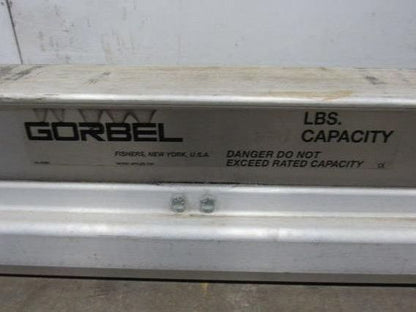 GORBEL
LBS.
CAPACITY
FISHERS, NEW YORK, U.S.A.
DANGER DO NOT
EXCEED RATED CAPACITY